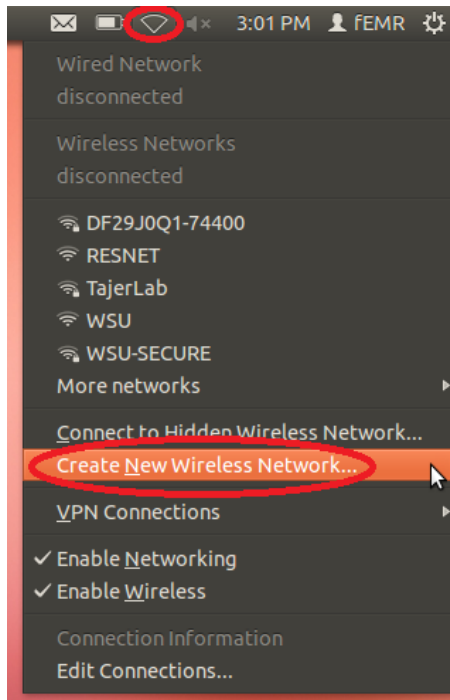 3:01 PM fEMR
Wired Network
disconnected
Wireless Networks
disconnected
DF29J0Q1-74400
RESNET
TajerLab
WSU
WSU-SECURE
More networks
Connect to Hidden Wireless Network...
Create New Wireless Network...
VPN Connections
Enable Networking
Enable Wireless
Connection Information
Edit Connections...